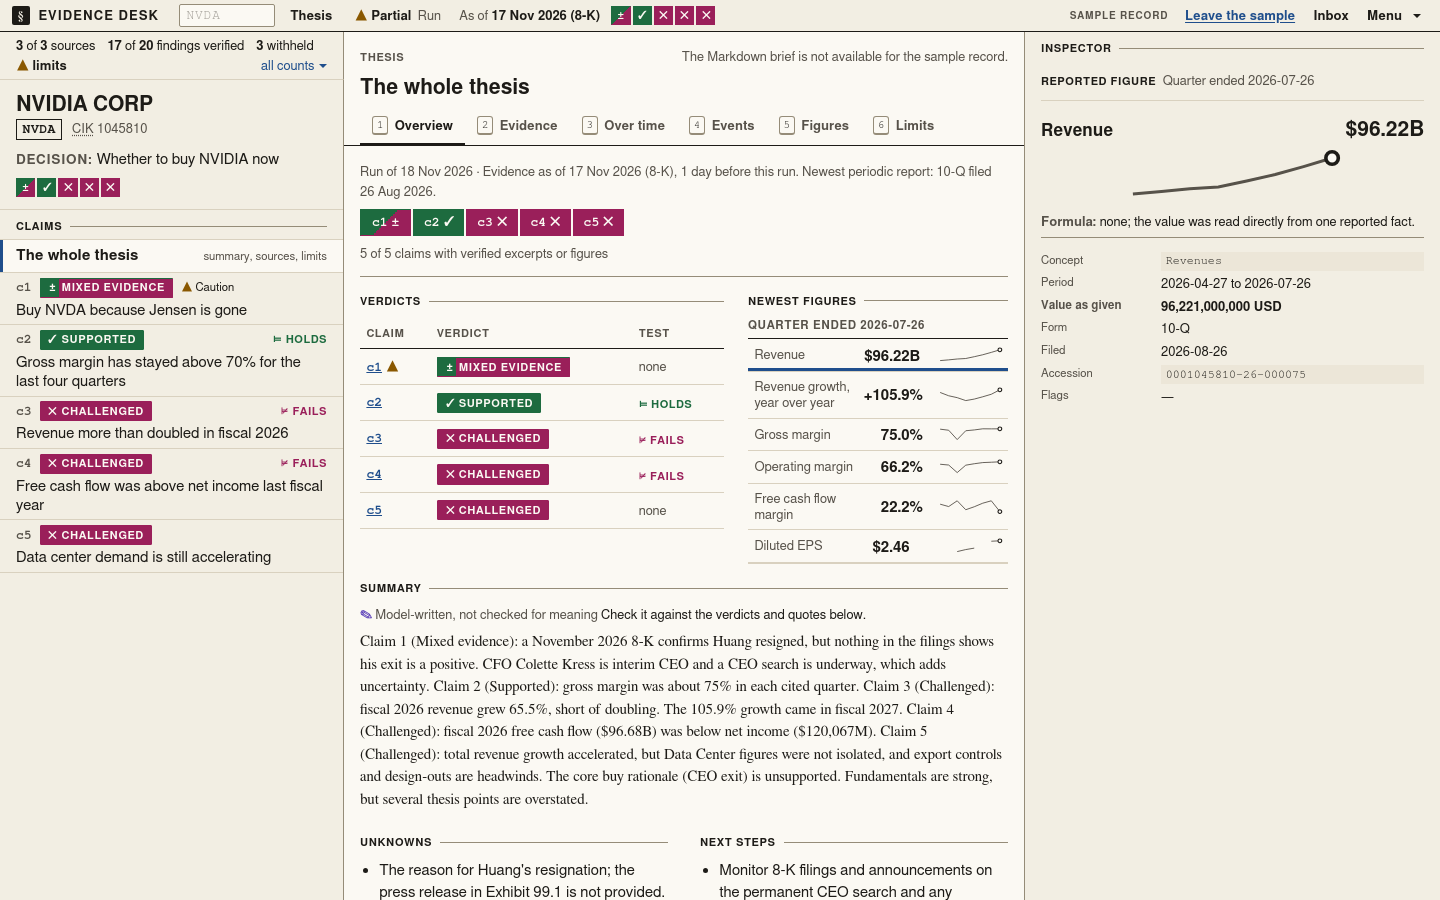 § EVIDENCE DESK NVDA Thesis Partial Run As of 17 Nov 2026 (8-K) ± ✓ ✕ ✕ ✕ SAMPLE RECORD Leave the sample Inbox Menu
3 of 3 sources 17 of 20 findings verified 3 withheld
limits all counts
NVIDIA CORP
NVDA CIK 1045810
DECISION: Whether to buy NVIDIA now
± ✓ ✕ ✕ ✕
CLAIMS
The whole thesis summary, sources, limits
c1 ± MIXED EVIDENCE Caution
Buy NVDA because Jensen is gone
c2 ✓ SUPPORTED ⊨ HOLDS
Gross margin has stayed above 70% for the
last four quarters
c3 ✕ CHALLENGED ⊭ FAILS
Revenue more than doubled in fiscal 2026
c4 ✕ CHALLENGED ⊭ FAILS
Free cash flow was above net income last fiscal
year
c5 ✕ CHALLENGED
Data center demand is still accelerating
THESIS The Markdown brief is not available for the sample record.
The whole thesis
1 Overview 2 Evidence 3 Over time 4 Events 5 Figures 6 Limits
Run of 18 Nov 2026 · Evidence as of 17 Nov 2026 (8-K), 1 day before this run. Newest periodic report: 10-Q filed
26 Aug 2026.
c1 ± c2 ✓ c3 ✕ c4 ✕ c5 ✕
5 of 5 claims with verified excerpts or figures
VERDICTS
CLAIM VERDICT TEST
c1 ± MIXED EVIDENCE none
c2 ✓ SUPPORTED ⊨ HOLDS
c3 ✕ CHALLENGED ⊭ FAILS
c4 ✕ CHALLENGED ⊭ FAILS
c5 ✕ CHALLENGED none
NEWEST FIGURES
QUARTER ENDED 2026-07-26
Revenue $96.22B
Revenue growth, year over year +105.9%
Gross margin 75.0%
Operating margin 66.2%
Free cash flow margin 22.2%
Diluted EPS $2.46
SUMMARY
✎ Model-written, not checked for meaning Check it against the verdicts and quotes below.
Claim 1 (Mixed evidence): a November 2026 8-K confirms Huang resigned, but nothing in the filings shows
his exit is a positive. CFO Colette Kress is interim CEO and a CEO search is underway, which adds
uncertainty. Claim 2 (Supported): gross margin was about 75% in each cited quarter. Claim 3 (Challenged):
fiscal 2026 revenue grew 65.5%, short of doubling. The 105.9% growth came in fiscal 2027. Claim 4
(Challenged): fiscal 2026 free cash flow ($96.68B) was below net income ($120,067M). Claim 5
(Challenged): total revenue growth accelerated, but Data Center figures were not isolated, and export controls
and design-outs are headwinds. The core buy rationale (CEO exit) is unsupported. Fundamentals are strong,
but several thesis points are overstated.
UNKNOWNS
The reason for Huang's resignation; the
press release in Exhibit 99.1 is not provided.
NEXT STEPS
Monitor 8-K filings and announcements on
the permanent CEO search and any
INSPECTOR
REPORTED FIGURE Quarter ended 2026-07-26
Revenue $96.22B
Formula: none; the value was read directly from one reported fact.
Concept Revenues
Period 2026-04-27 to 2026-07-26
Value as given 96,221,000,000 USD
Form 10-Q
Filed 2026-08-26
Accession 0001045810-26-000075
Flags —